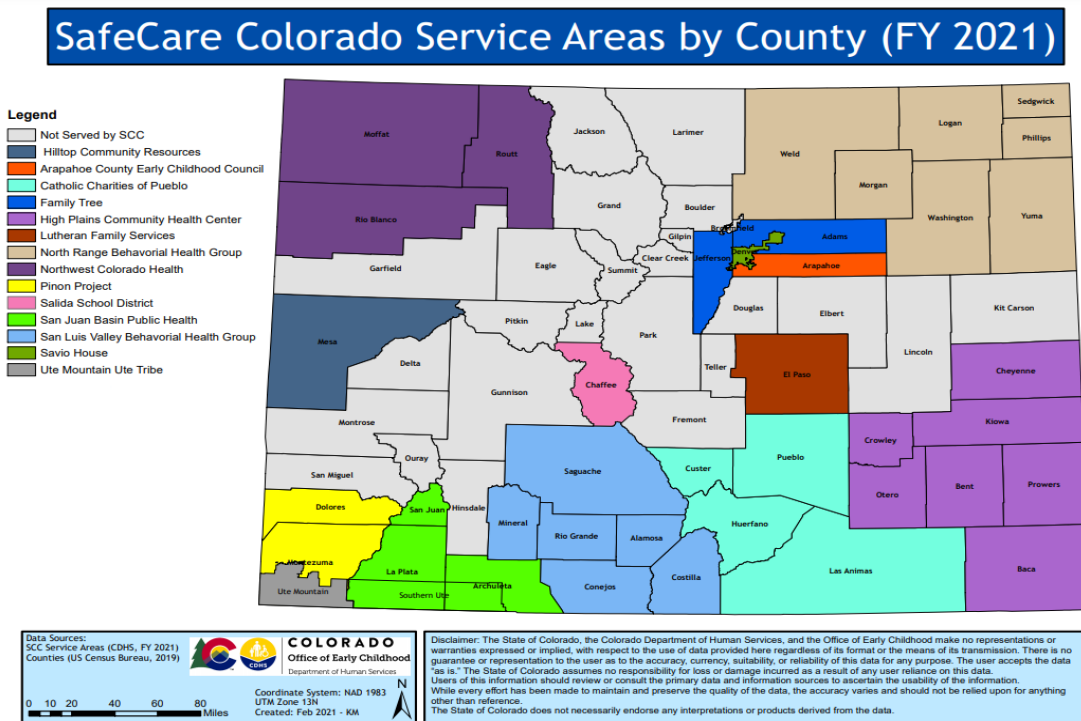 SafeCare Colorado Service Areas by County (FY 2021)
Legend
Not Served by SCC
Hilltop Community Resources
Arapahoe County Early Childhood Council
Catholic Charities of Pueblo
Family Tree
High Plains Community Health Center
Lutheran Family Services
North Range Behavorial Health Group
Northwest Colorado Health
Pinon Project
Salida School District
San Juan Basin Public Health
San Luis Valley Behavorial Health Group
Savio House
Ute Mountain Ute Tribe
Moffat
Routt
Jackson
Larimer
Weld
Logan
Sedgwick
Phillips
Morgan
Rio Blanco
Grand
Boulder
Washington
Yuma
Broomfield
Gilpin
Adams
Garfield
Eagle
Summit
Clear Creek
Jefferson
Denver
Arapahoe
Douglas
Elbert
Kit Carson
Mesa
Pitkin
Lake
Park
Lincoln
Delta
Teller
El Paso
Cheyenne
Gunnison
Chaffee
Montrose
Fremont
Kiowa
Crowley
Ouray
San Miguel
Saguache
Custer
Pueblo
Otero
Bent
Prowers
Dolores
San Juan
Hinsdale
Mineral
Rio Grande
Alamosa
Huerfano
Montezuma
La Plata
Archuleta
Conejos
Costilla
Las Animas
Baca
Ute Mountain
Southern Ute
Data Sources:
SCC Service Areas (CDHS, FY 2021)
Counties (US Census Bureau, 2019)
CDHS
COLORADO
Office of Early Childhood
Department of Human Services
0 10 20 40 60 80
Miles
Coordinate System: NAD 1983
UTM Zone 13N
Created: Feb 2021 - KM
N
Disclaimer: The State of Colorado, the Colorado Department of Human Services, and the Office of Early Childhood make no representations or
warranties expressed or implied, with respect to the use of data provided here regardless of its format or the means of its transmission. There is no
guarantee or representation to the user as to the accuracy, currency, suitability, or reliability of this data for any purpose. The user accepts the data
"as is." The State of Colorado assumes no responsibility for loss or damage incurred as a result of any user reliance on this data.
Users of this information should review or consult the primary data and information sources to ascertain the usability of the information.
While every effort has been made to maintain and preserve the quality of the data, the accuracy varies and should not be relied upon for anything
other than reference.
The State of Colorado does not necessarily endorse any interpretations or products derived from the data.